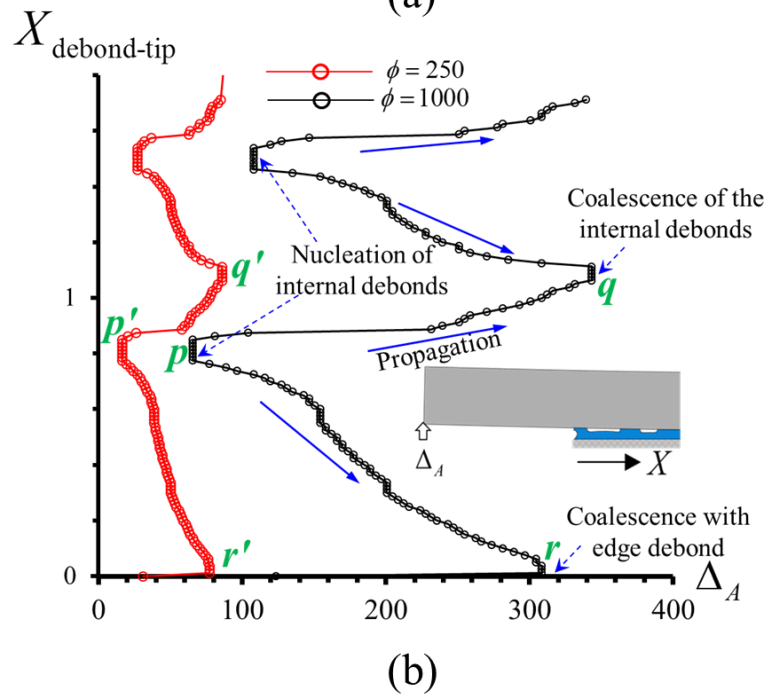 (a)
X debond-tip
ϕ = 250
ϕ = 1000
Coalescence of the
internal debonds
Nucleation of
internal debonds
q'
q
1
p'
p
Propagation
Δ_A
X
Coalescence with
edge debond
r'
r
0
0
100
200
300
400
Δ_A
(b)